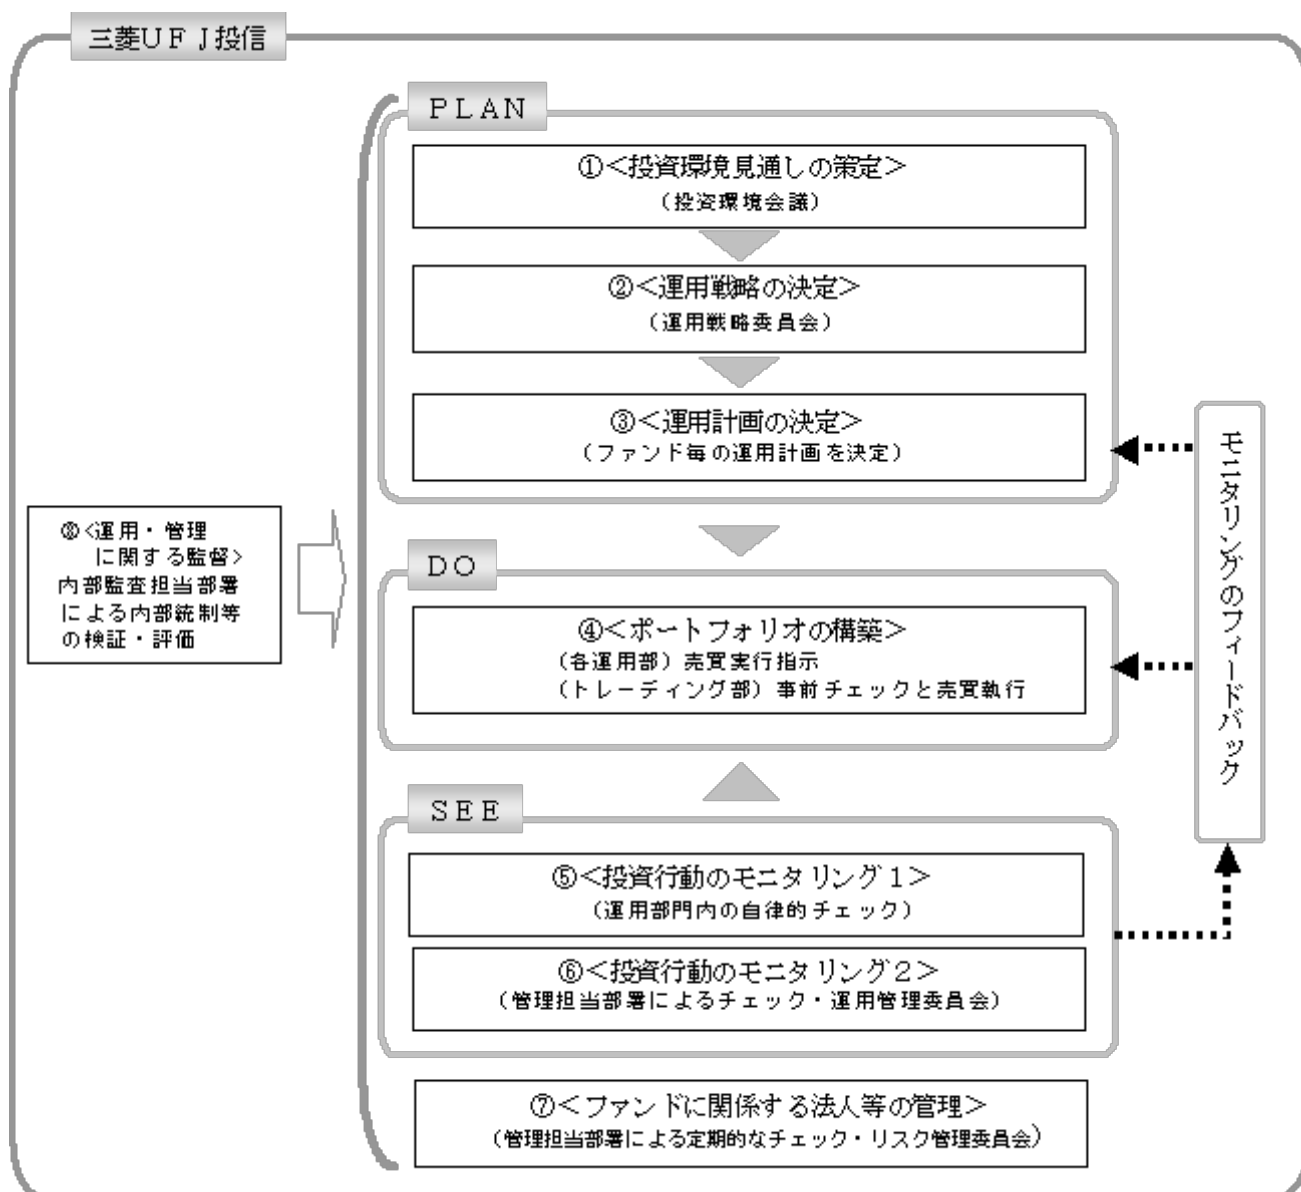 三菱ＵＦＪ投信
ＰＬＡＮ
①＜投資環境見通しの策定＞
（投資環境会議）
②＜運用戦略の決定＞
（運用戦略委員会）
③＜運用計画の決定＞
（ファンド毎の運用計画を決定）
⑧＜運用・管理
に関する監督＞
内部監査担当部署
による内部統制等
の検証・評価
ＤＯ
④＜ポートフォリオの構築＞
（各運用部）売買実行指示
（トレーディング部）事前チェックと売買執行
ＳＥＥ
⑤＜投資行動のモニタリング１＞
（運用部門内の自律的チェック）
⑥＜投資行動のモニタリング２＞
（管理担当部署によるチェック・運用管理委員会）
⑦＜ファンドに関係する法人等の管理＞
（管理担当部署による定期的なチェック・リスク管理委員会）
モニタリングのフィードバック